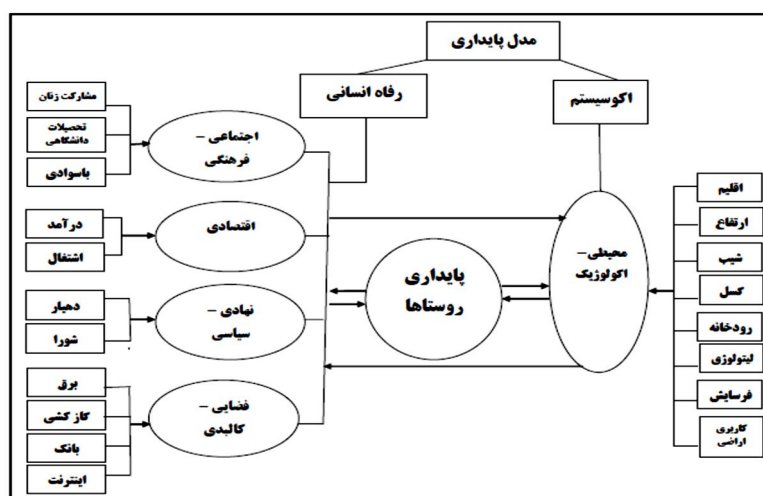 مدل پایداری
رفاه انسانی
اکوسیستم
مشارکت زنان
تحصیلات
دانشگاهی
باسوادی
اجتماعی –
فرهنگی
درآمد
اشتغال
اقتصادی
دهیار
شورا
نهادی –
سیاسی
برق
گاز کشی
بانک
اینترنت
فضایی –
کالبدی
پایداری
روستاها
محیطی–
اکولوژیک
اقلیم
ارتفاع
شیب
گسل
رودخانه
لیتولوژی
فرسایش
کاربری
اراضی